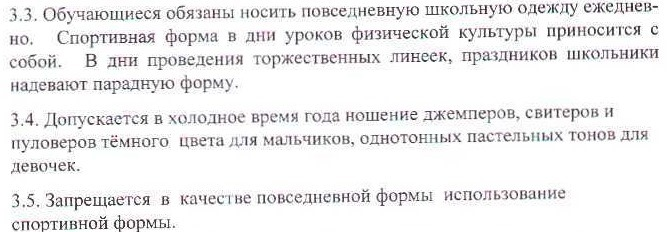 3.3. Обучающиеся обязаны носить повседневную школьную одежду ежеднев-
но. Спортивная форма в дни уроков физической культуры приносится с
собой. В дни проведения торжественных линеек, праздников школьники
надевают парадную форму.
3.4. Допускается в холодное время года ношение джемперов, свитеров и
пуловеров тёмного цвета для мальчиков, однотонных пастельных тонов для
девочек.
3.5. Запрещается в качестве повседневной формы использование
спортивной формы.